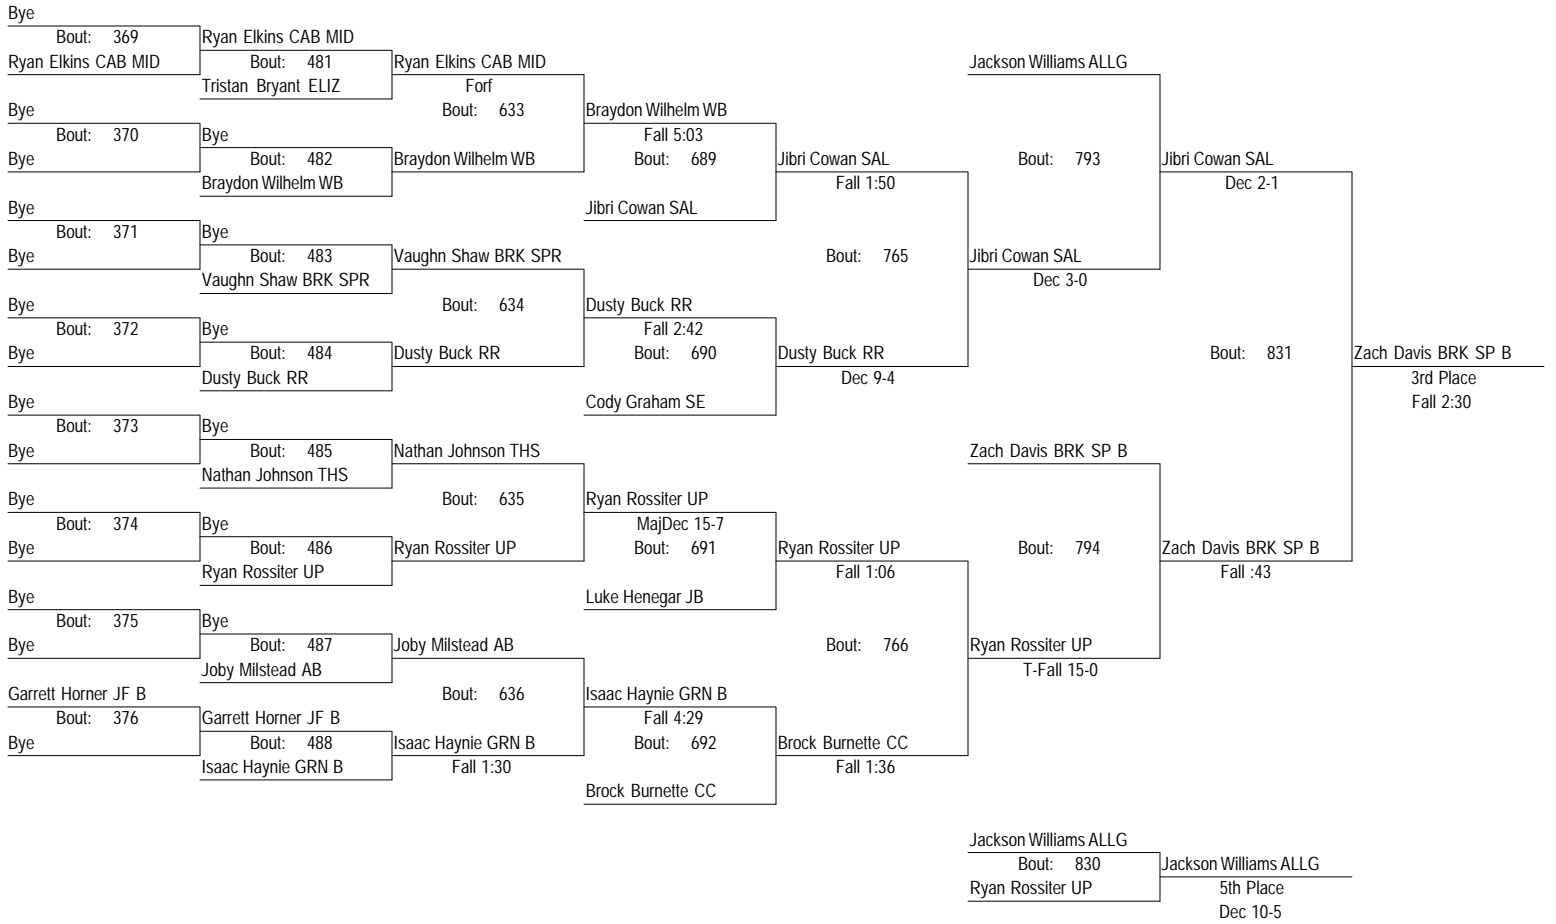 Bye
Bout: 369
Ryan Elkins CAB MID
Bye
Bout: 370
Bye
Bye
Bout: 371
Bye
Bye
Bout: 372
Bye
Bye
Bout: 373
Bye
Bye
Bout: 374
Bye
Bye
Bout: 375
Bye
Garrett Horner JF B
Bout: 376
Bye
Ryan Elkins CAB MID
Bout: 481
Tristan Bryant ELIZ
Bye
Bout: 482
Braydon Wilhelm WB
Bye
Bout: 483
Vaughn Shaw BRK SPR
Bye
Bout: 484
Dusty Buck RR
Bye
Bout: 485
Nathan Johnson THS
Bye
Bout: 486
Ryan Rossiter UP
Bye
Bout: 487
Joby Milstead AB
Garrett Horner JF B
Bout: 488
Isaac Haynie GRN B
Ryan Elkins CAB MID
Forf
Bout: 633
Braydon Wilhelm WB
Vaughn Shaw BRK SPR
Bout: 634
Dusty Buck RR
Nathan Johnson THS
Bout: 635
Ryan Rossiter UP
Joby Milstead AB
Bout: 636
Isaac Haynie GRN B
Fall 1:30
Braydon Wilhelm WB
Fall 5:03
Bout: 689
Jibri Cowan SAL
Dusty Buck RR
Fall 2:42
Bout: 690
Cody Graham SE
Ryan Rossiter UP
MajDec 15-7
Bout: 691
Luke Henegar JB
Isaac Haynie GRN B
Fall 4:29
Bout: 692
Brock Burnette CC
Jibri Cowan SAL
Fall 1:50
Bout: 765
Dusty Buck RR
Dec 9-4
Ryan Rossiter UP
Fall 1:06
Bout: 766
Brock Burnette CC
Fall 1:36
Jackson Williams ALLG
Bout: 793
Jibri Cowan SAL
Dec 3-0
Zach Davis BRK SP B
Bout: 794
Ryan Rossiter UP
T-Fall 15-0
Jibri Cowan SAL
Dec 2-1
Bout: 831
Zach Davis BRK SP B
Fall :43
Zach Davis BRK SP B
3rd Place
Fall 2:30
Jackson Williams ALLG
Bout: 830
Ryan Rossiter UP
Jackson Williams ALLG
5th Place
Dec 10-5